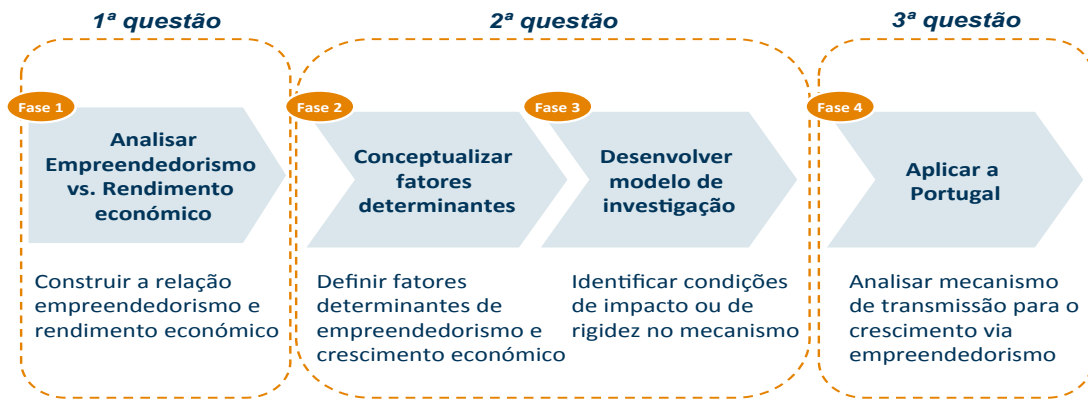 1ª questão
2ª questão
3ª questão
Fase 1
Analisar
Empreendedorismo
vs. Rendimento
económico
Construir a relação
empreendedorismo e
rendimento económico
Fase 2
Conceptualizar
fatores
determinantes
Definir fatores
determinantes de
empreendedorismo e
crescimento económico
Fase 3
Desenvolver
modelo de
investigação
Identificar condições
de impacto ou de
rigidez no mecanismo
Fase 4
Aplicar a
Portugal
Analisar mecanismo
de transmissão para o
crescimento via
empreendedorismo